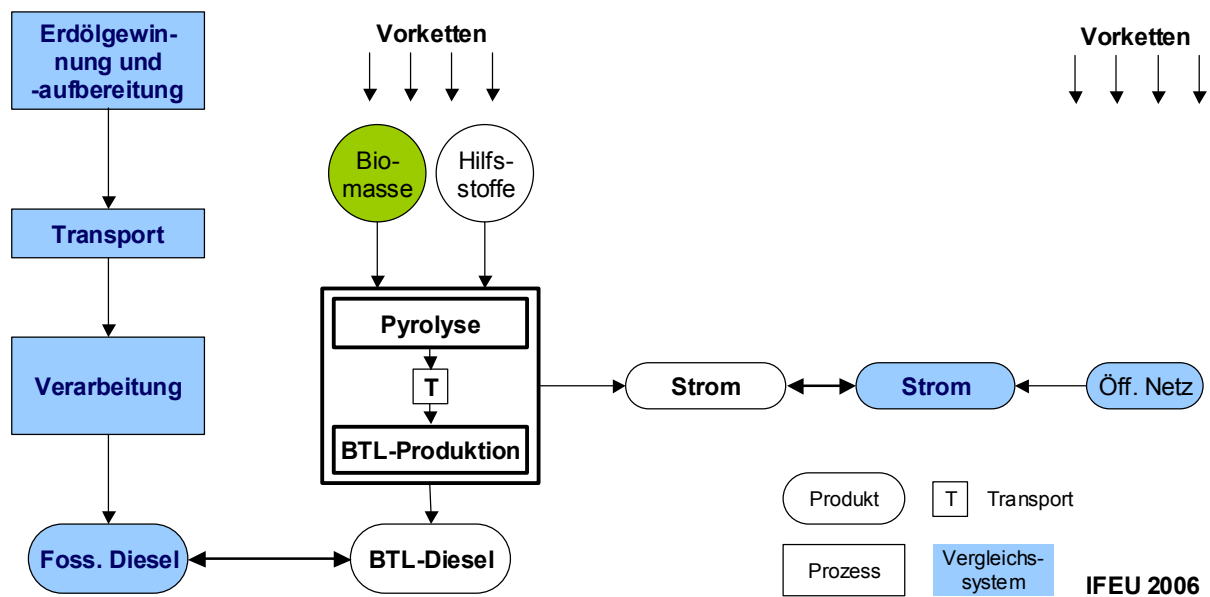 Erdölgewin-
nung und
-aufbereitung
Transport
Verarbeitung
Foss. Diesel
Vorketten
Bio-
masse
Hilfs-
stoffe
Pyrolyse
T
BTL-Produktion
BTL-Diesel
Vorketten
Strom
Strom
Öff. Netz
Produkt
T
Transport
Prozess
Vergleichs-
system
IFEU 2006